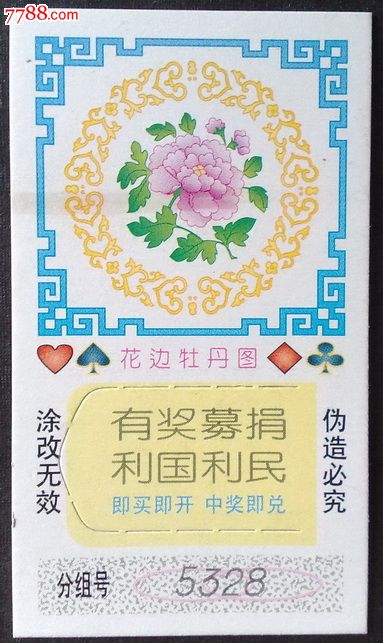 7788.com
花边牡丹图
涂改无效
有奖募捐
利国利民
即买即开 中奖即兑
伪造必究
分组号 5328